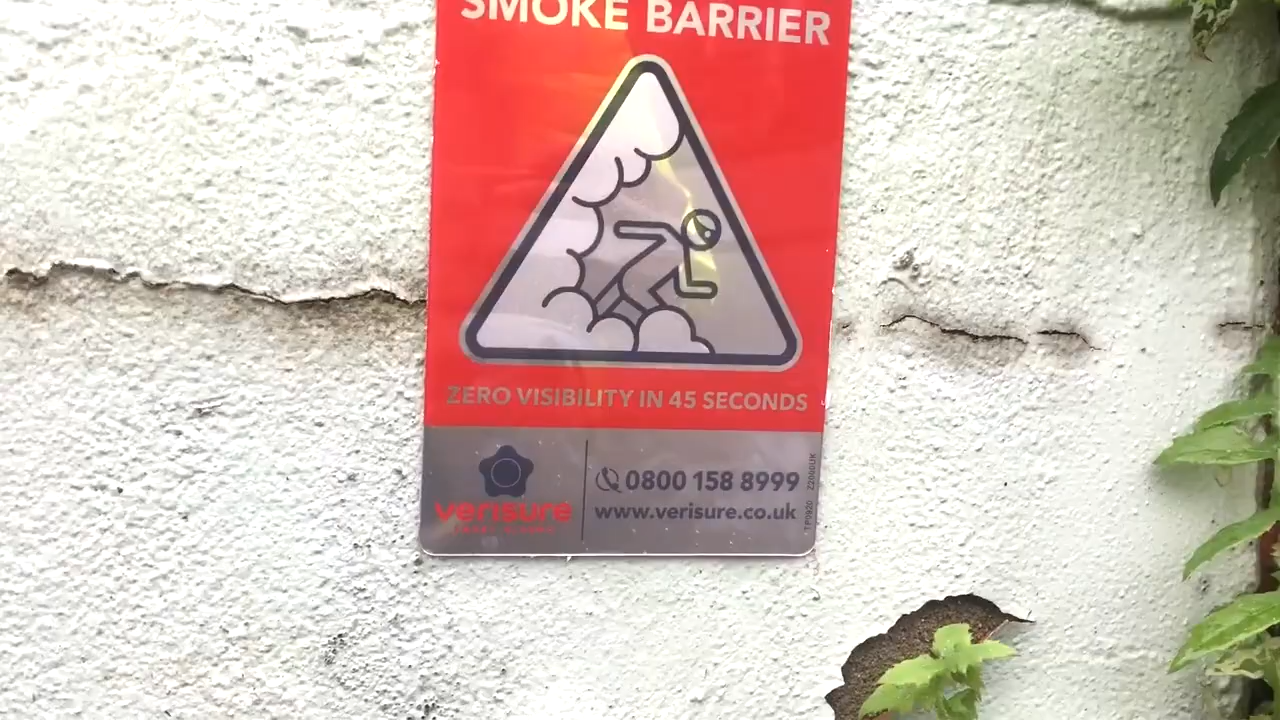 SMOKE BARRIER
ZERO VISIBILITY IN 45 SECONDS
verisure
0800 158 8999
www.verisure.co.uk